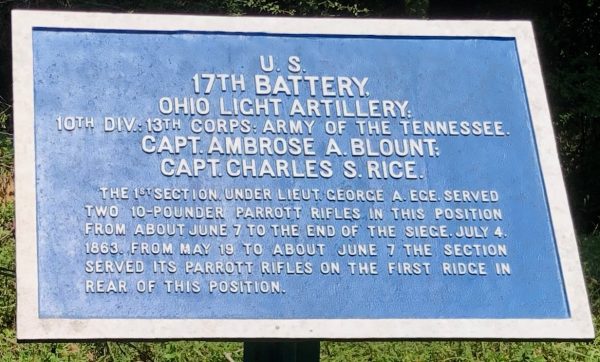 U. S.
17TH BATTERY,
OHIO LIGHT ARTILLERY;
10TH DIV.: 13TH CORPS: ARMY OF THE TENNESSEE.
CAPT. AMBROSE A. BLOUNT;
CAPT. CHARLES S. RICE.
THE 1ST SECTION, UNDER LIEUT. GEORGE A. ECE, SERVED
TWO 10-POUNDER PARROTT RIFLES IN THIS POSITION
FROM ABOUT JUNE 7 TO THE END OF THE SIEGE, JULY 4,
1863. FROM MAY 19 TO ABOUT JUNE 7 THE SECTION
SERVED ITS PARROTT RIFLES ON THE FIRST RIDGE IN
REAR OF THIS POSITION.